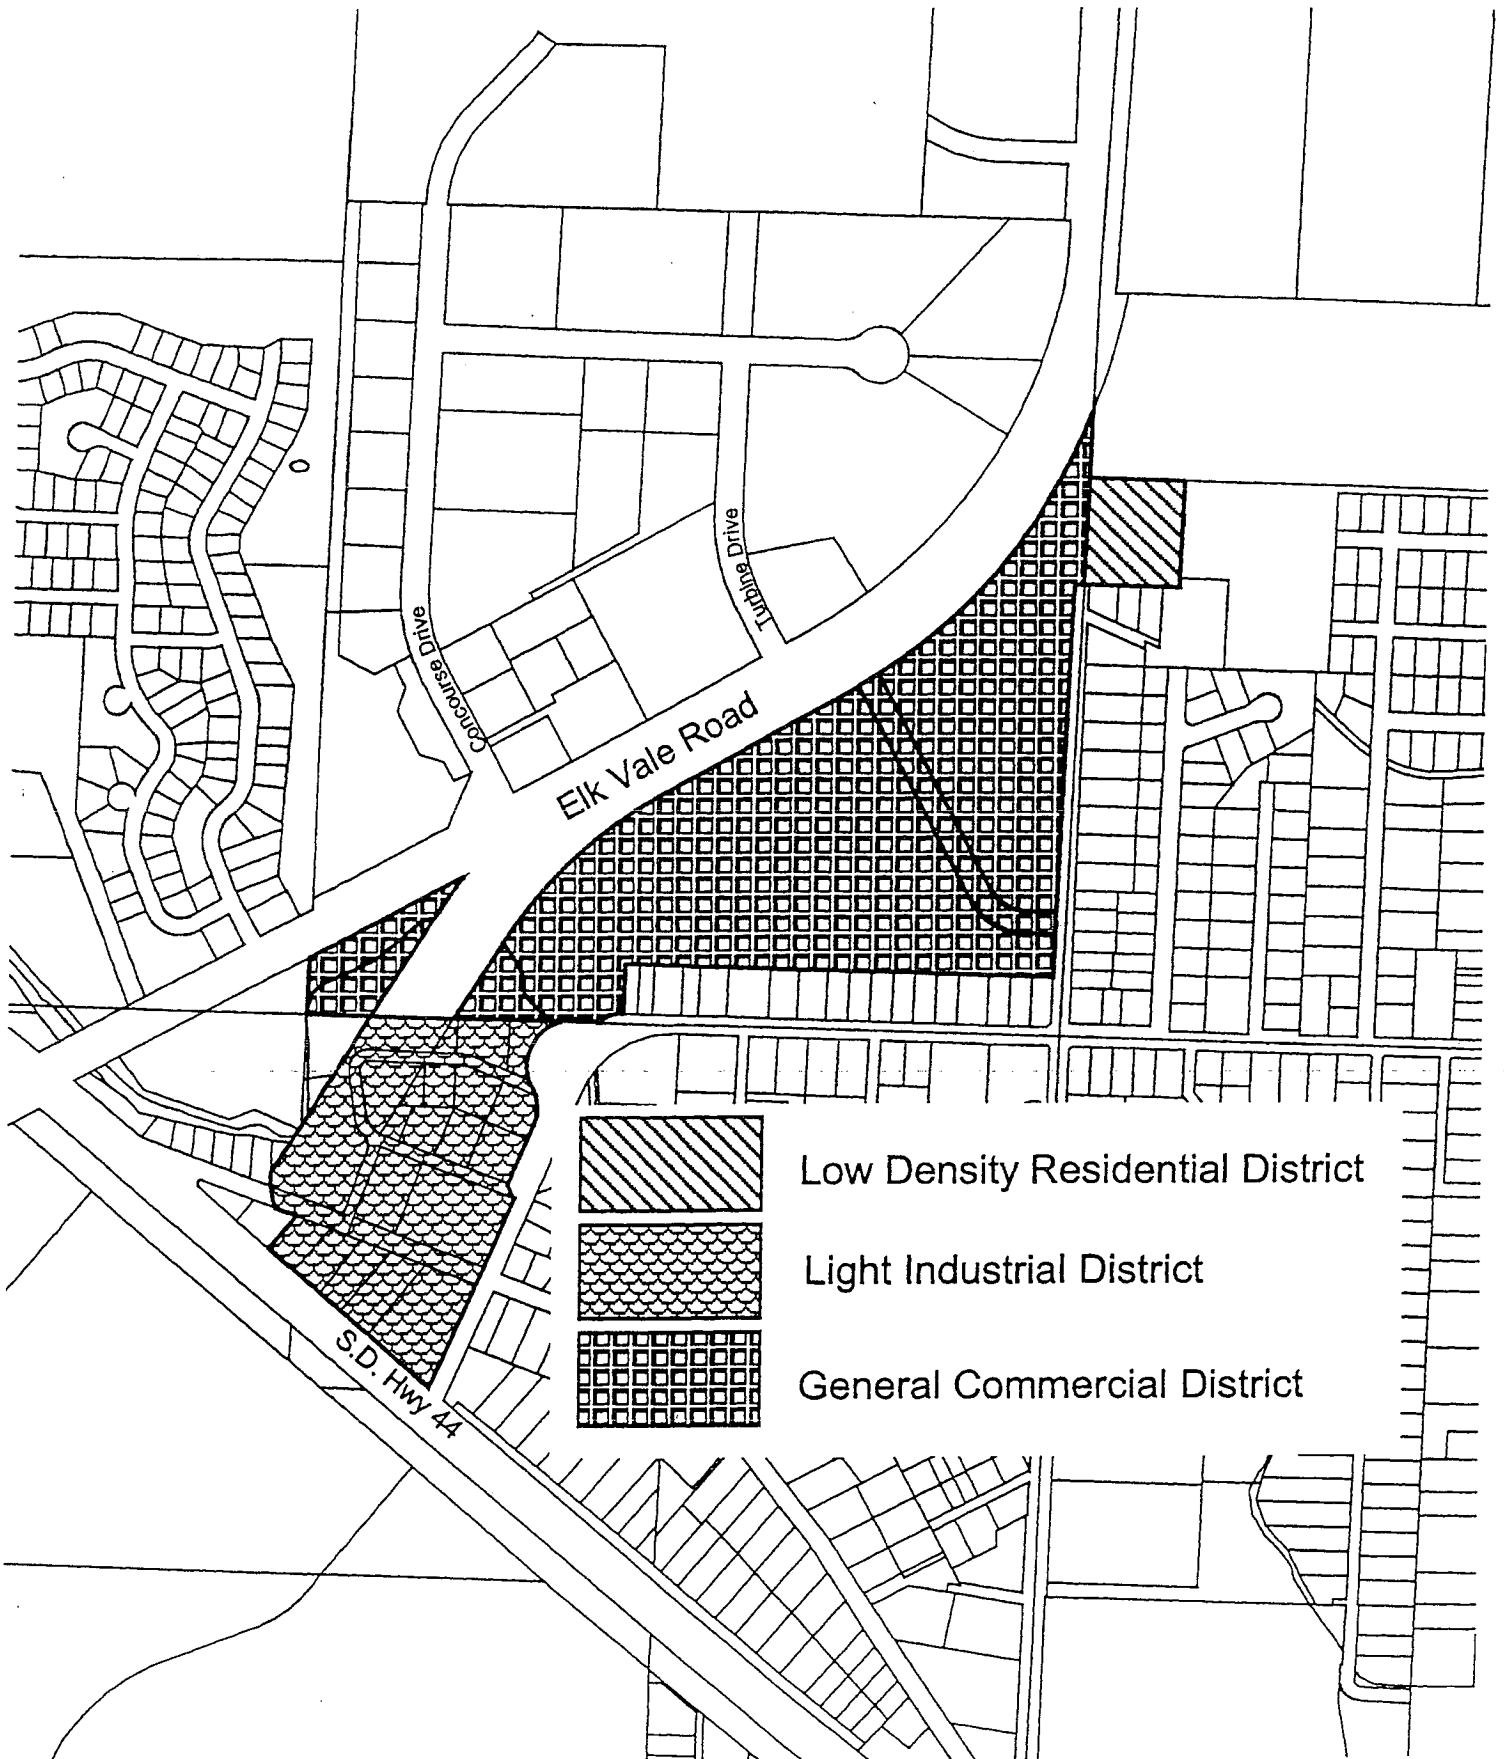 Turbine Drive
Concourse Drive
Elk Vale Road
Low Density Residential District
Light Industrial District
S.D. Hwy 44
General Commercial District